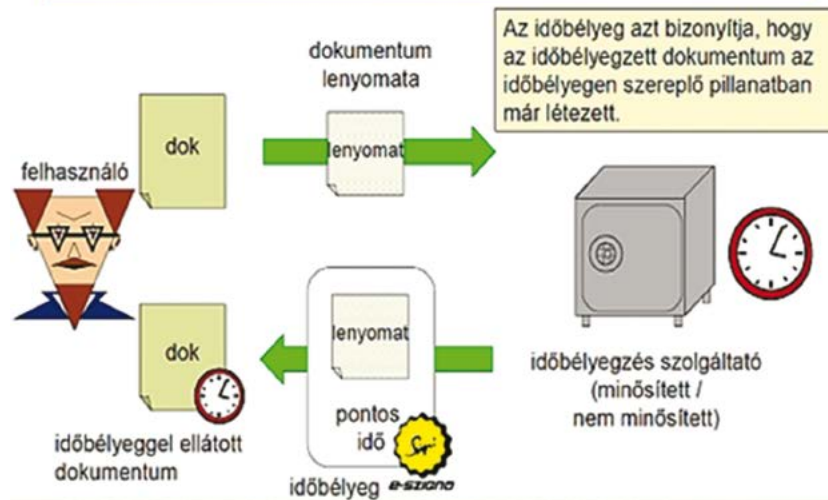 Az időbélyeg azt bizonyítja, hogy
az időbélyegzett dokumentum az
időbélyegen szereplő pillanatban
már létezett.
dokumentum
lenyomata
felhasználó
dok
lenyomat
dok
lenyomat
pontos
idő
időbélyeg
e-szignó
időbélyeggel ellátott
dokumentum
időbélyegzés szolgáltató
(minősített /
nem minősített)